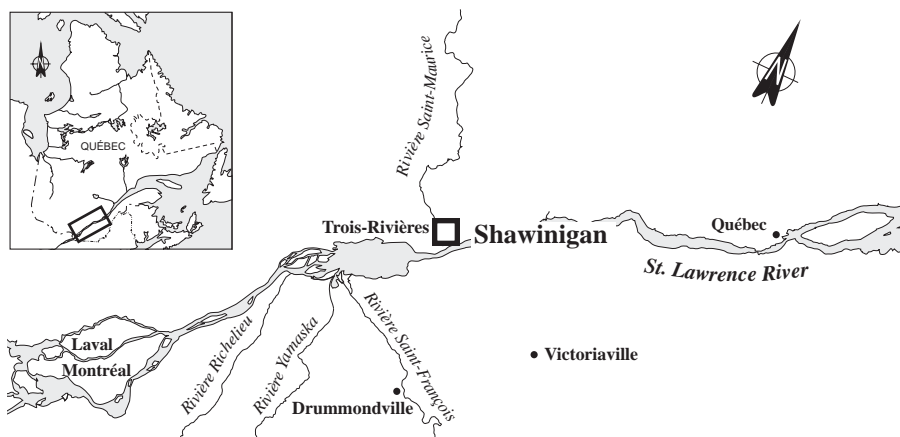 N
QUÉBEC
N
Rivière Saint-Maurice
Trois-Rivières
Shawinigan
Québec
St. Lawrence River
Laval
Montréal
Rivière Richelieu
Rivière Yamaska
Rivière Saint-François
Victoriaville
Drummondville